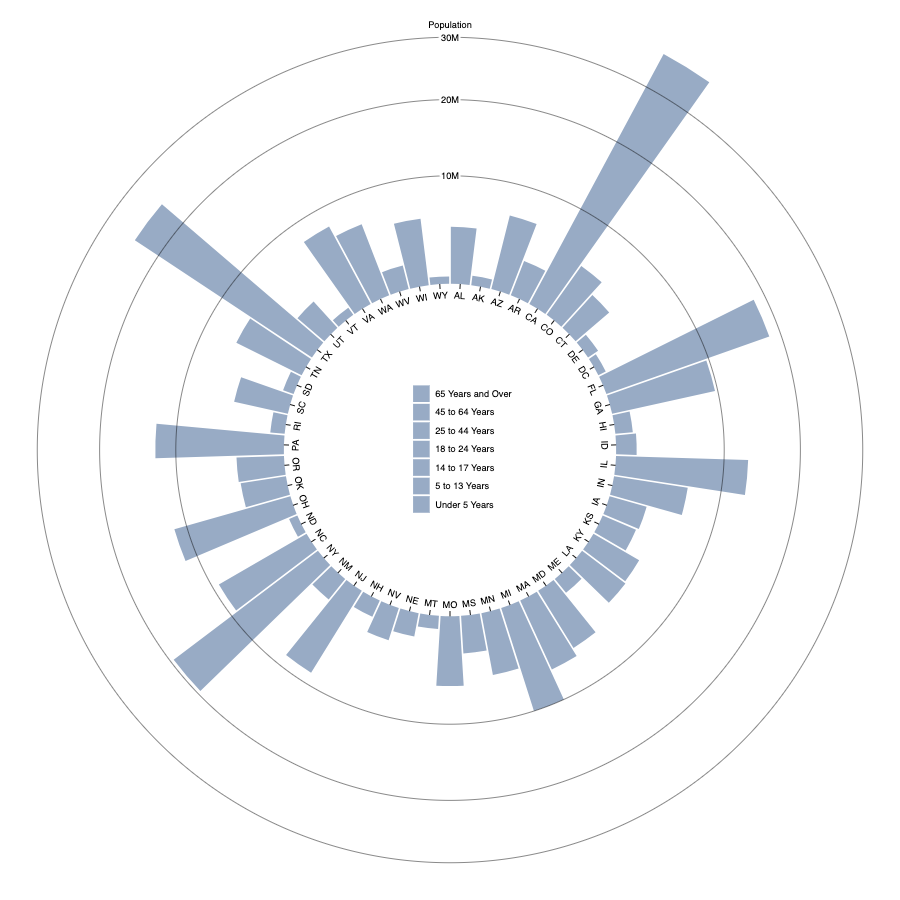 Population
30M
20M
10M
AL
AK
AZ
AR
CA
CO
CT
DE
DC
FL
GA
HI
ID
IL
IN
IA
KS
KY
LA
ME
MD
MA
MI
MN
MS
MO
MT
NE
NV
NH
NJ
NM
NY
NC
ND
OH
OK
OR
PA
RI
SC
SD
TN
TX
UT
VT
VA
WA
WV
WI
WY
65 Years and Over
45 to 64 Years
25 to 44 Years
18 to 24 Years
14 to 17 Years
5 to 13 Years
Under 5 Years